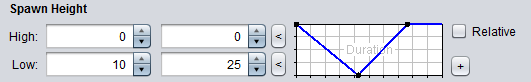 Spawn Height
High: 0 0 < Duration Relative
Low: 10 25 < +